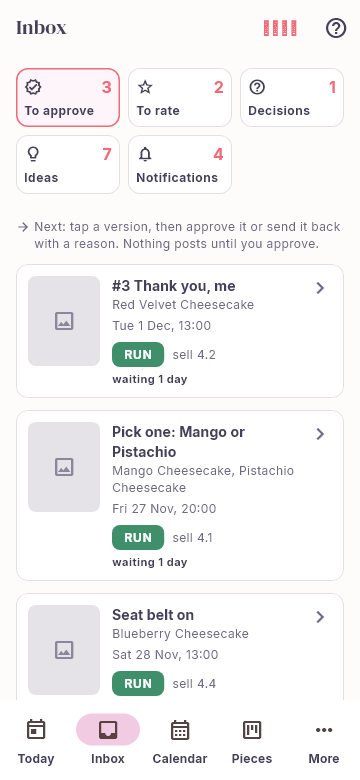 Inbox
3
To approve
2
To rate
1
Decisions
7
Ideas
4
Notifications
→ Next: tap a version, then approve it or send it back
with a reason. Nothing posts until you approve.
#3 Thank you, me
Red Velvet Cheesecake
Tue 1 Dec, 13:00
RUN sell 4.2
waiting 1 day
Pick one: Mango or
Pistachio
Mango Cheesecake, Pistachio
Cheesecake
Fri 27 Nov, 20:00
RUN sell 4.1
waiting 1 day
Seat belt on
Blueberry Cheesecake
Sat 28 Nov, 13:00
RUN sell 4.4
Today Inbox Calendar Pieces More